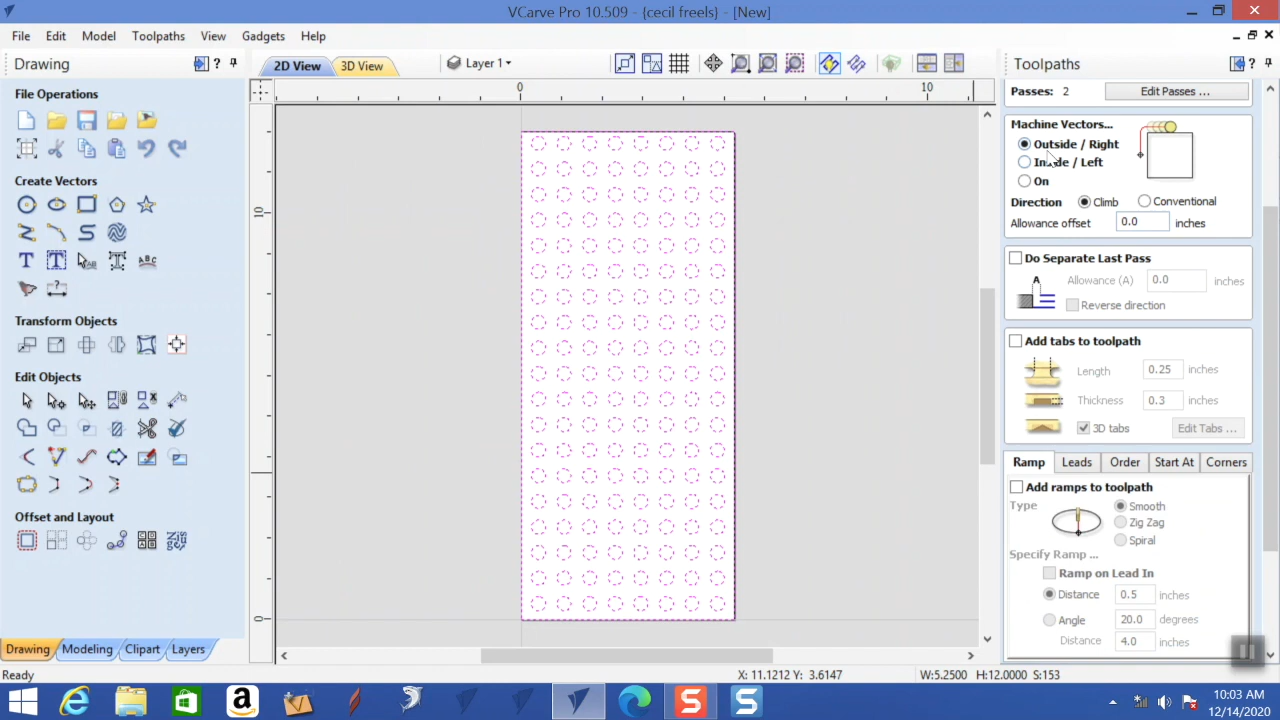 VCarve Pro 10.509 - {cecil freels} - [New]
File Edit Model Toolpaths View Gadgets Help
Drawing
2D View 3D View Layer 1
Toolpaths
File Operations
Create Vectors
Transform Objects
Edit Objects
Offset and Layout
Drawing Modeling Clipart Layers
0 10
10
0
Passes: 2 Edit Passes ...
Machine Vectors...
Outside / Right
Inside / Left
On
Direction Climb Conventional
Allowance offset 0.0 inches
Do Separate Last Pass
A Allowance (A) 0.0 inches
Reverse direction
Add tabs to toolpath
Length 0.25 inches
Thickness 0.3 inches
3D tabs Edit Tabs ...
Ramp Leads Order Start At Corners
Add ramps to toolpath
Type Smooth
Zig Zag
Spiral
Specify Ramp ...
Ramp on Lead In
Distance 0.5 inches
Angle 20.0 degrees
Distance 4.0 inches
Ready X: 11.1212 Y: 3.6147 W:5.2500 H:12.0000 S:153
10:03 AM
12/14/2020